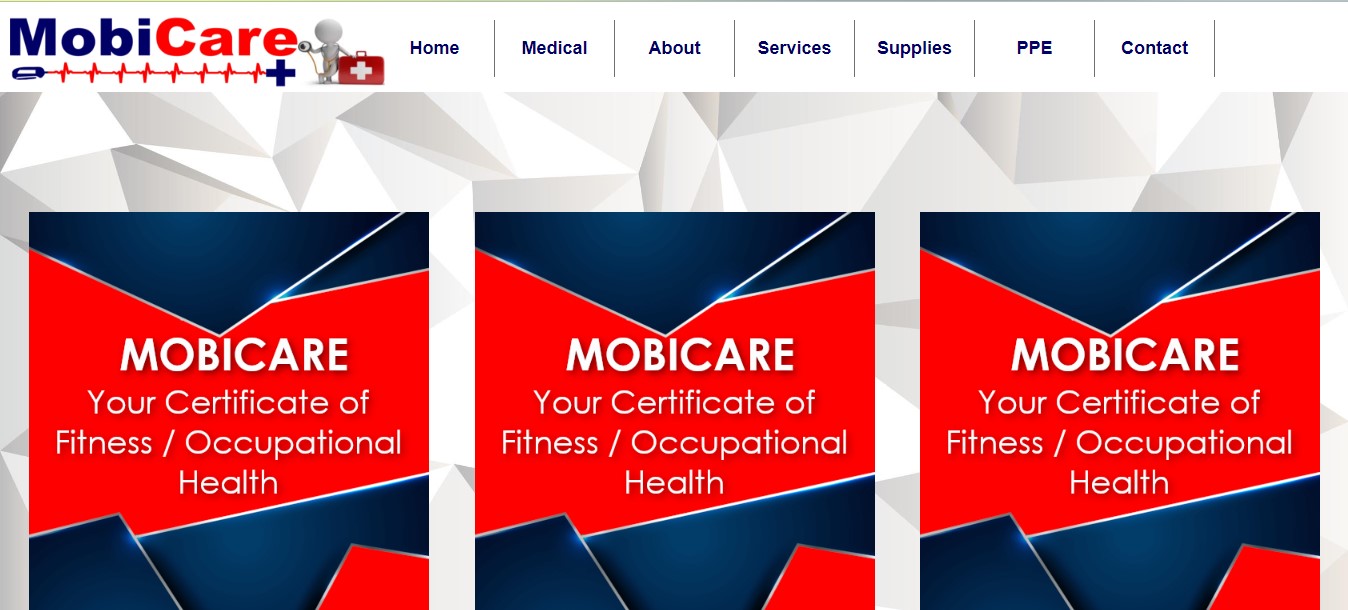 MobiCare
Home Medical About Services Supplies PPE Contact
MOBICARE
Your Certificate of
Fitness / Occupational
Health
MOBICARE
Your Certificate of
Fitness / Occupational
Health
MOBICARE
Your Certificate of
Fitness / Occupational
Health